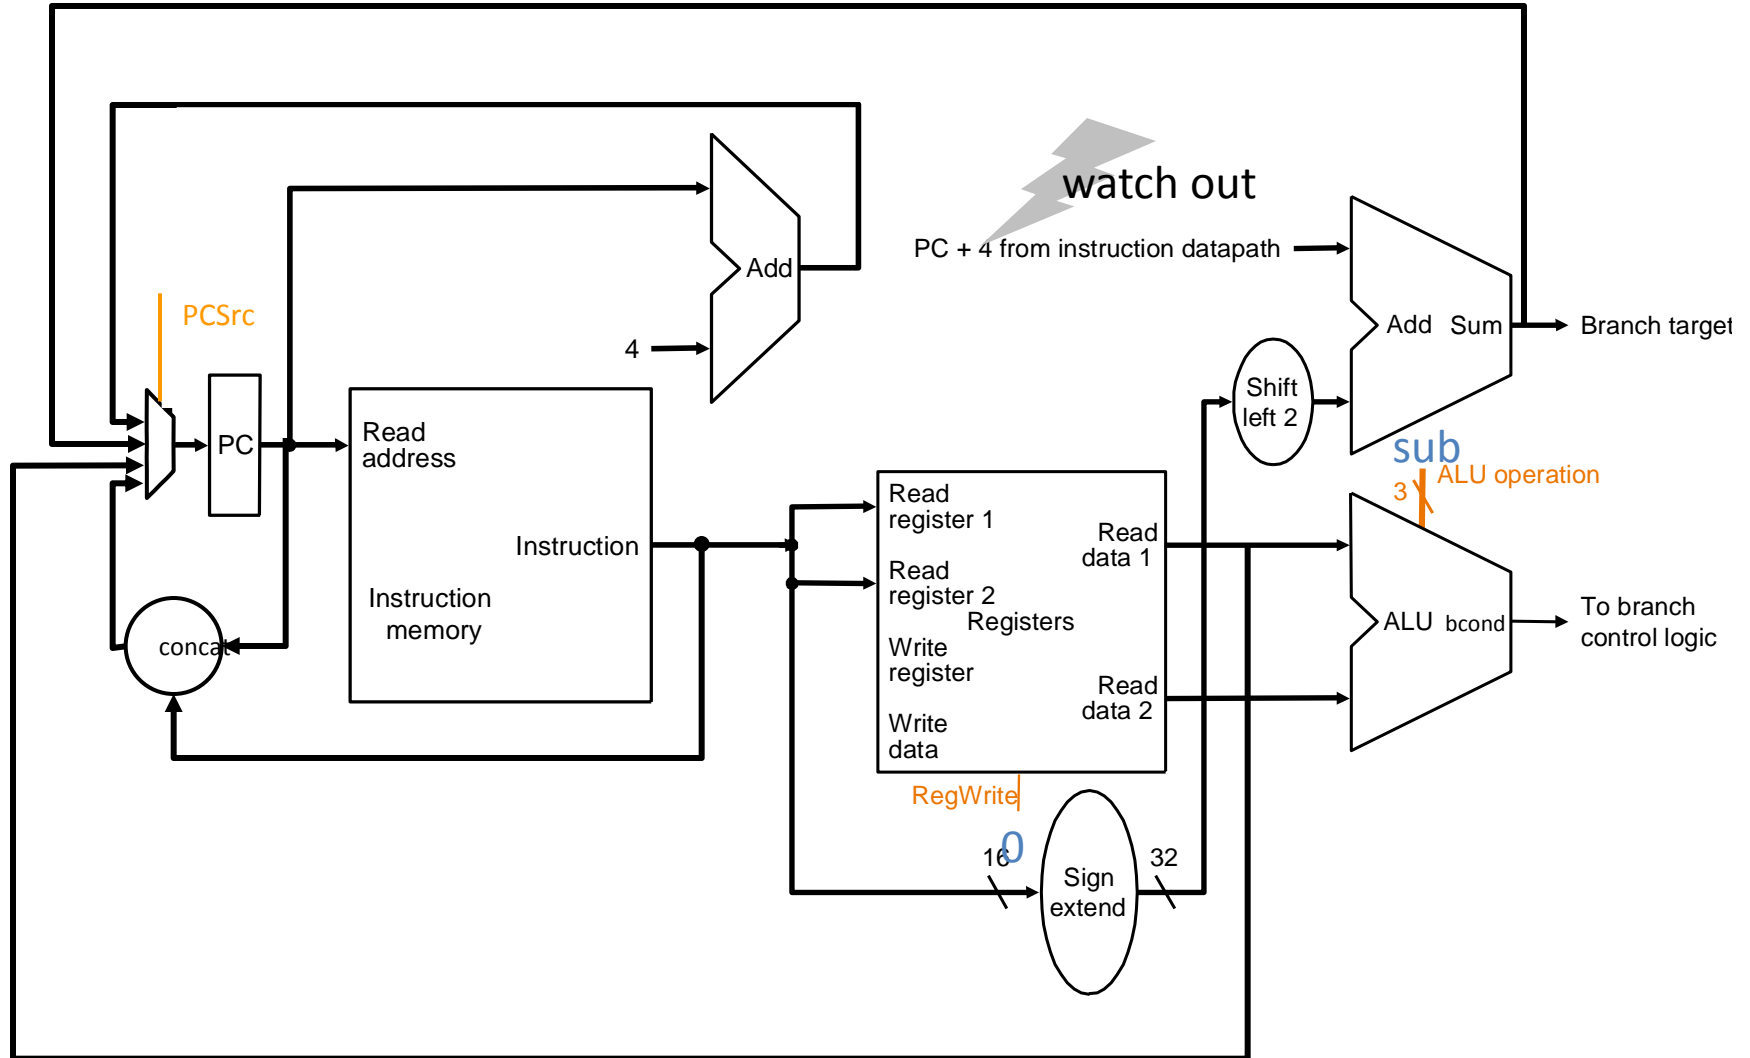 watch out
PC + 4 from instruction datapath
Add
PCSrc
4
Add Sum
Branch target
Shift
left 2
PC
Read
address
sub
ALU operation
3
Read
register 1
Read
data 1
Instruction
Read
register 2
Registers
Instruction
memory
ALU bcond
To branch
control logic
concat
Write
register
Read
data 2
Write
data
RegWrite
0
16
32
Sign
extend